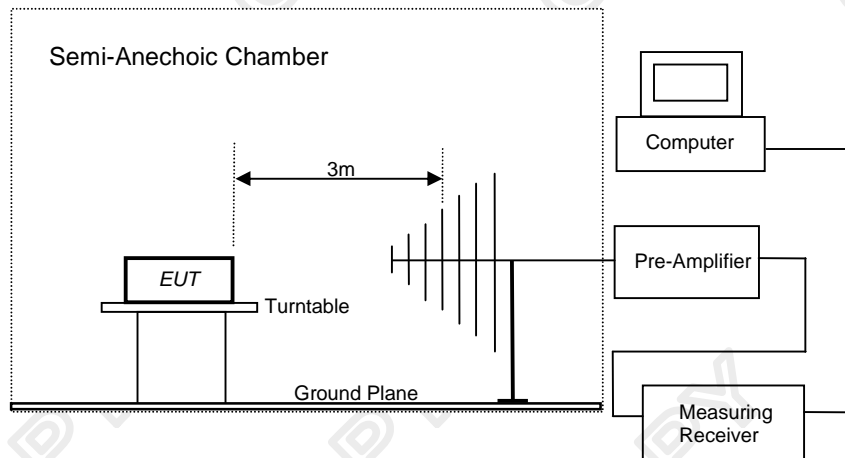 Semi-Anechoic Chamber
3m
EUT
Turntable
Ground Plane
Computer
Pre-Amplifier
Measuring
Receiver